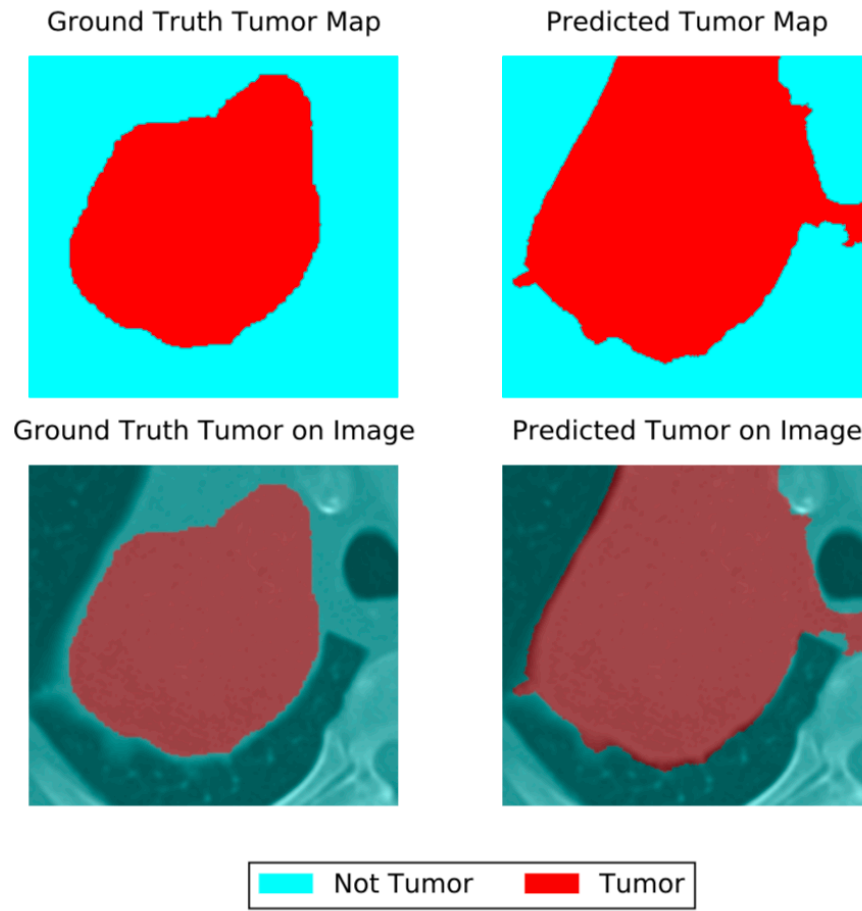 Ground Truth Tumor Map
Predicted Tumor Map
Ground Truth Tumor on Image
Predicted Tumor on Image
Not Tumor
Tumor